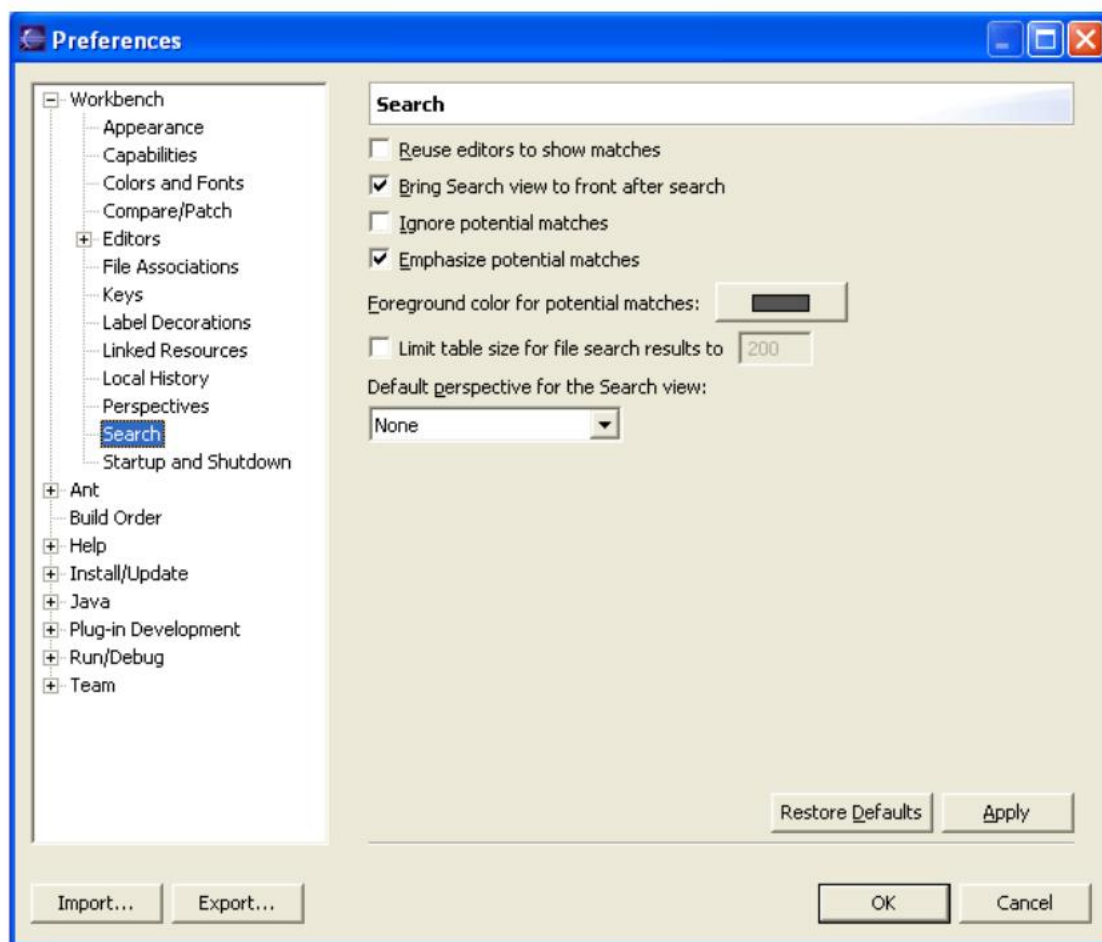 Preferences
Workbench
Appearance
Capabilities
Colors and Fonts
Compare/Patch
Editors
File Associations
Keys
Label Decorations
Linked Resources
Local History
Perspectives
Search
Startup and Shutdown
Ant
Build Order
Help
Install/Update
Java
Plug-in Development
Run/Debug
Team
Search
Reuse editors to show matches
Bring Search view to front after search
Ignore potential matches
Emphasize potential matches
Foreground color for potential matches:
Limit table size for file search results to 200
Default perspective for the Search view:
None
Restore Defaults Apply
Import... Export... OK Cancel